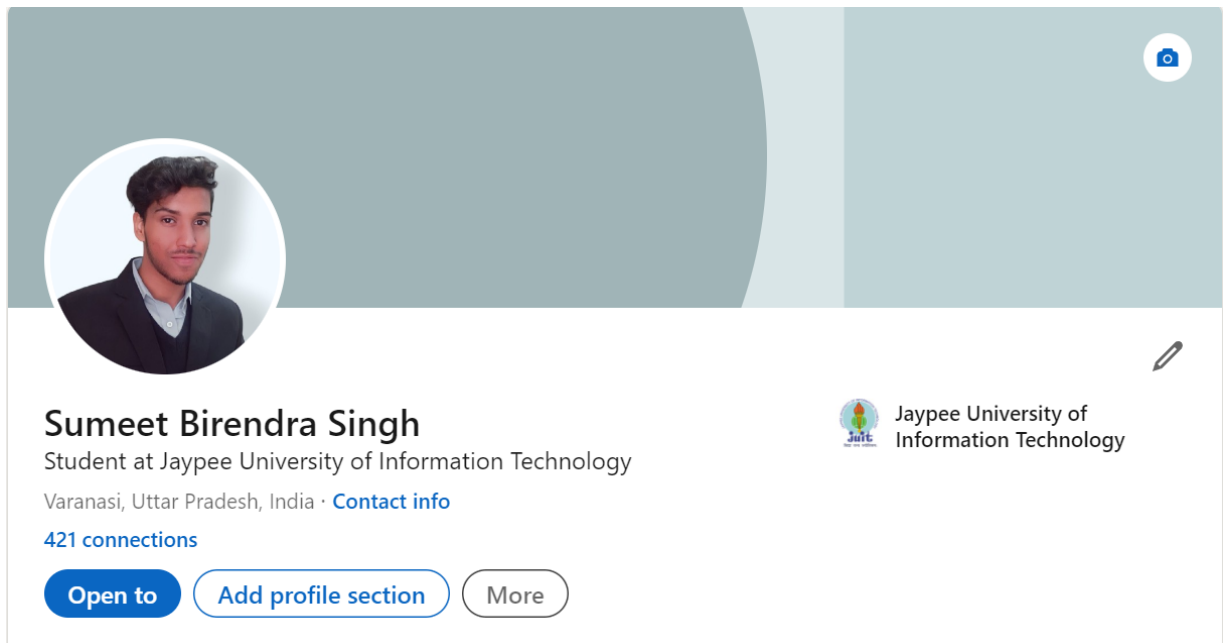 Sumeet Birendra Singh
Student at Jaypee University of Information Technology
Varanasi, Uttar Pradesh, India · Contact info
421 connections
Open to
Add profile section
More
Jaypee University of
Information Technology
juit